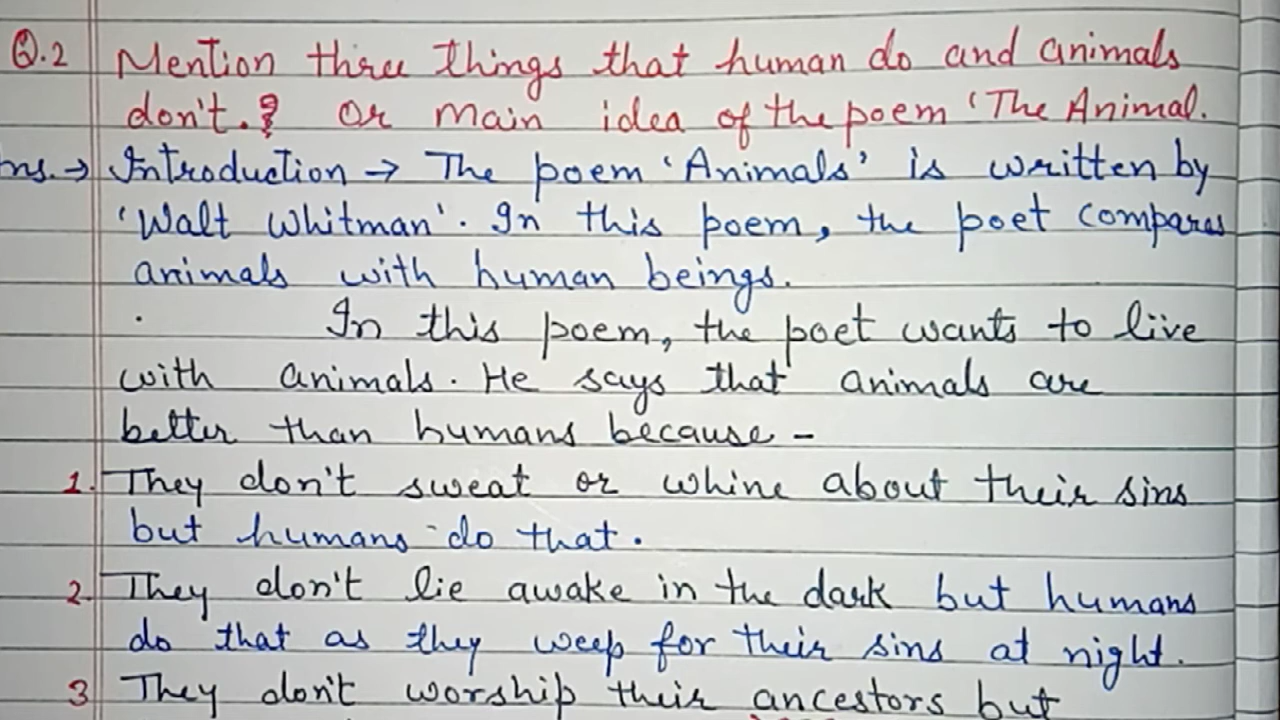 Q.2 Mention three things that human do and animals
don't.? Or main idea of the poem 'The Animal.
ns. → Introduction → The poem 'Animals' is written by
'Walt Whitman'. In this poem, the poet compares
animals with human beings.
In this poem, the poet wants to live
with animals. He says that animals are
better than humans because -
1. They don't sweat or whine about their sins
but humans do that.
2. They don't lie awake in the dark but humans
do that as they weep for their sins at night.
3 They don't worship their ancestors but